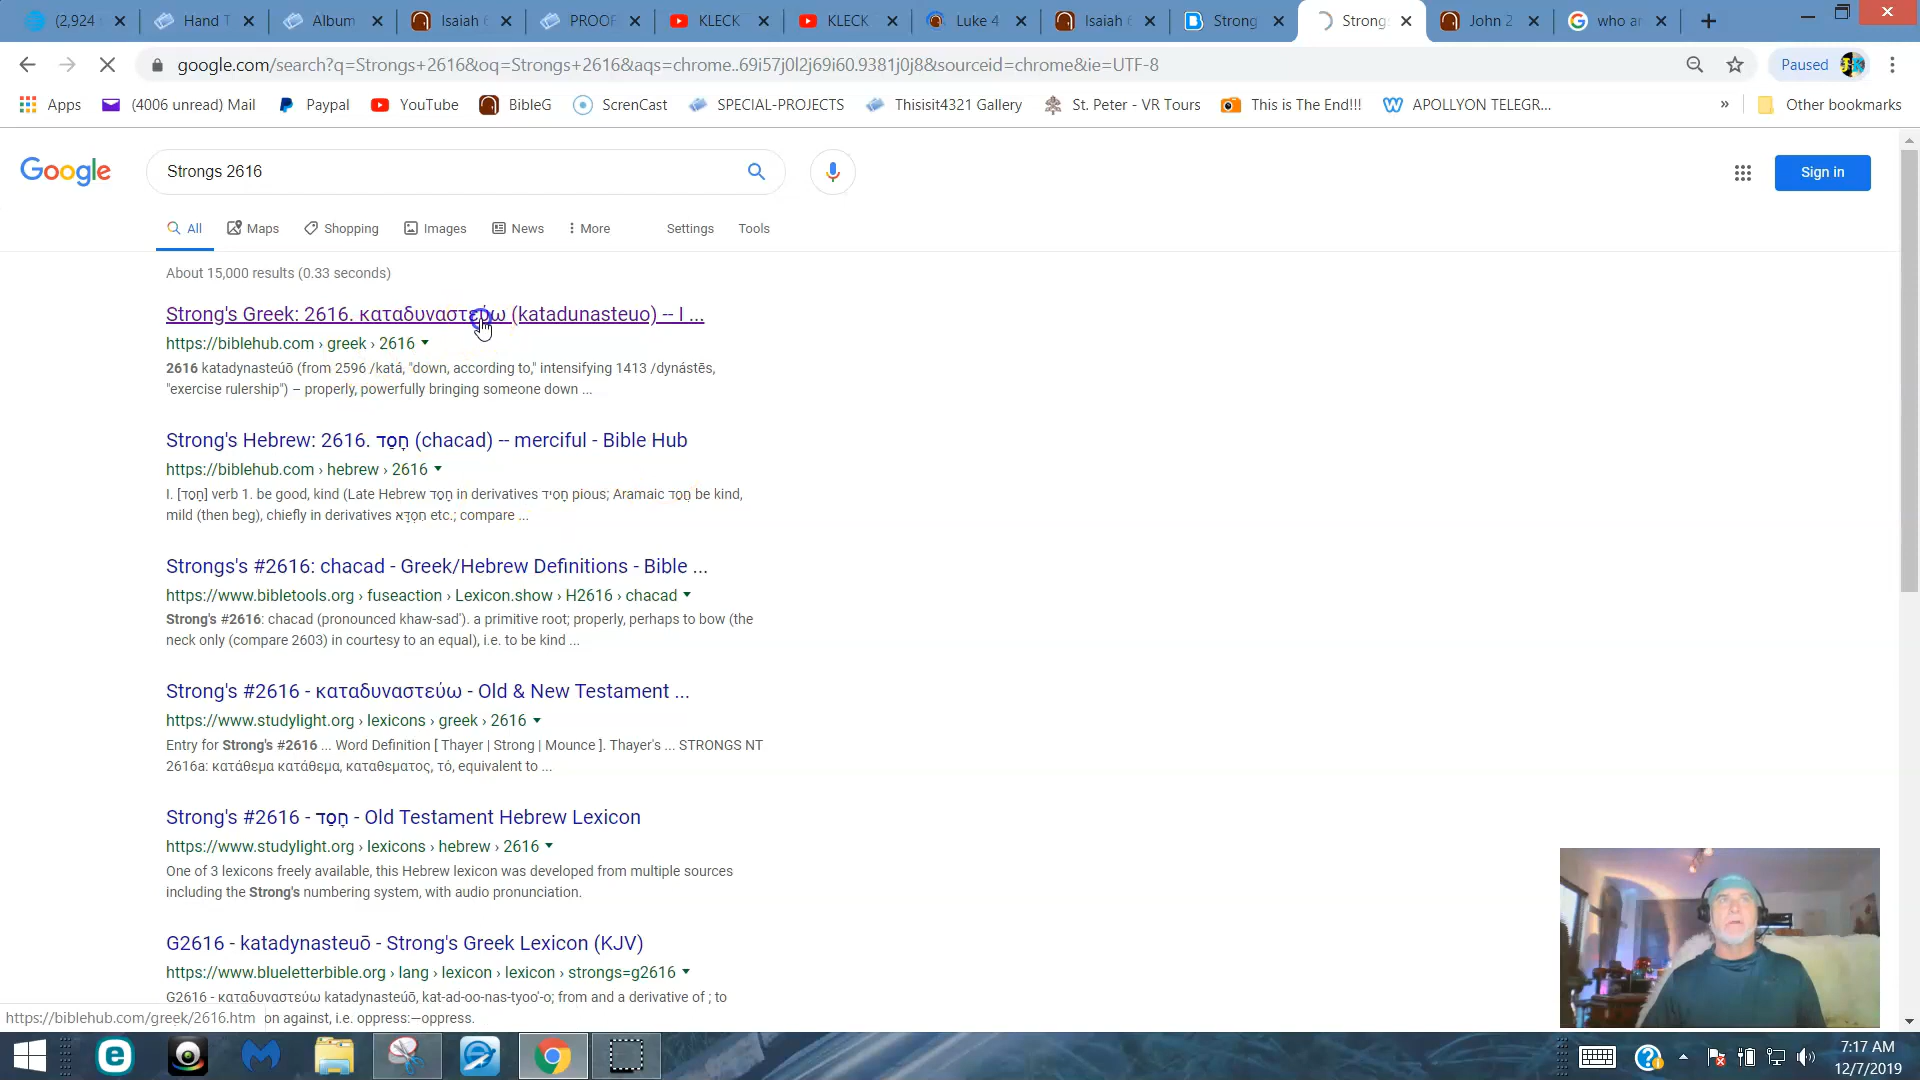 (2,924
Hand T
Album
Isaiah 6
PROOF
KLECK
KLECK
Luke 4
Isaiah 6
Strong
Strong
John 2
who ar
google.com/search?q=Strongs+2616&oq=Strongs+2616&aqs=chrome..69i57j0l2j69i60.9381j0j8&sourceid=chrome&ie=UTF-8
Paused
Apps
(4006 unread) Mail
Paypal
YouTube
BibleG
ScrenCast
SPECIAL-PROJECTS
Thisisit4321 Gallery
St. Peter - VR Tours
This is The End!!!
APOLLYON TELEGR...
»
Other bookmarks
Google
Strongs 2616
Sign in
All
Maps
Shopping
Images
News
More
Settings
Tools
About 15,000 results (0.33 seconds)
Strong's Greek: 2616. καταδυναστεύω (katadunasteuo) -- I ...
https://biblehub.com › greek › 2616
2616 katadynasteúō (from 2596 /katá, "down, according to," intensifying 1413 /dynástēs,
"exercise rulership") – properly, powerfully bringing someone down ...
Strong's Hebrew: 2616. חָסַד (chacad) -- merciful - Bible Hub
https://biblehub.com › hebrew › 2616
I. [חָסַד] verb 1. be good, kind (Late Hebrew חָסַד in derivatives חָסִיד pious; Aramaic חֲסַד be kind,
mild (then beg), chiefly in derivatives חִסְדָּא etc.; compare ...
Strongs's #2616: chacad - Greek/Hebrew Definitions - Bible ...
https://www.bibletools.org › fuseaction › Lexicon.show › H2616 › chacad
Strong's #2616: chacad (pronounced khaw-sad'). a primitive root; properly, perhaps to bow (the
neck only (compare 2603) in courtesy to an equal), i.e. to be kind ...
Strong's #2616 - καταδυναστεύω - Old & New Testament ...
https://www.studylight.org › lexicons › greek › 2616
Entry for Strong's #2616 ... Word Definition [ Thayer | Strong | Mounce ]. Thayer's ... STRONGS NT
2616a: κατάθεμα κατάθεμα, καταθεματος, τό, equivalent to ...
Strong's #2616 - חָסַד - Old Testament Hebrew Lexicon
https://www.studylight.org › lexicons › hebrew › 2616
One of 3 lexicons freely available, this Hebrew lexicon was developed from multiple sources
including the Strong's numbering system, with audio pronunciation.
G2616 - katadynasteuō - Strong's Greek Lexicon (KJV)
https://www.blueletterbible.org › lang › lexicon › lexicon › strongs=g2616
G2616 - καταδυναστεύω katadynasteúō, kat-ad-oo-nas-tyoo'-o; from and a derivative of ; to
https://biblehub.com/greek/2616.htm on against, i.e. oppress:—oppress.
7:17 AM
12/7/2019